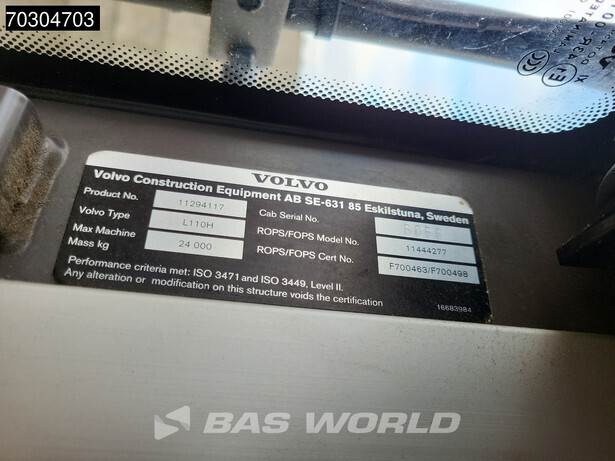 70304703
CCC
VOLVO
Volvo Construction Equipment AB SE-631 85 Eskilstuna, Sweden
Product No. 11294117
Cab Serial No.
Volvo Type L110H
ROPS/FOPS Model No. 11444277
Max Machine Mass kg 24 000
ROPS/FOPS Cert No. F700463/F700498
Performance criteria met: ISO 3471 and ISO 3449, Level II.
Any alteration or modification on this structure voids the certification
16683984
BAS WORLD